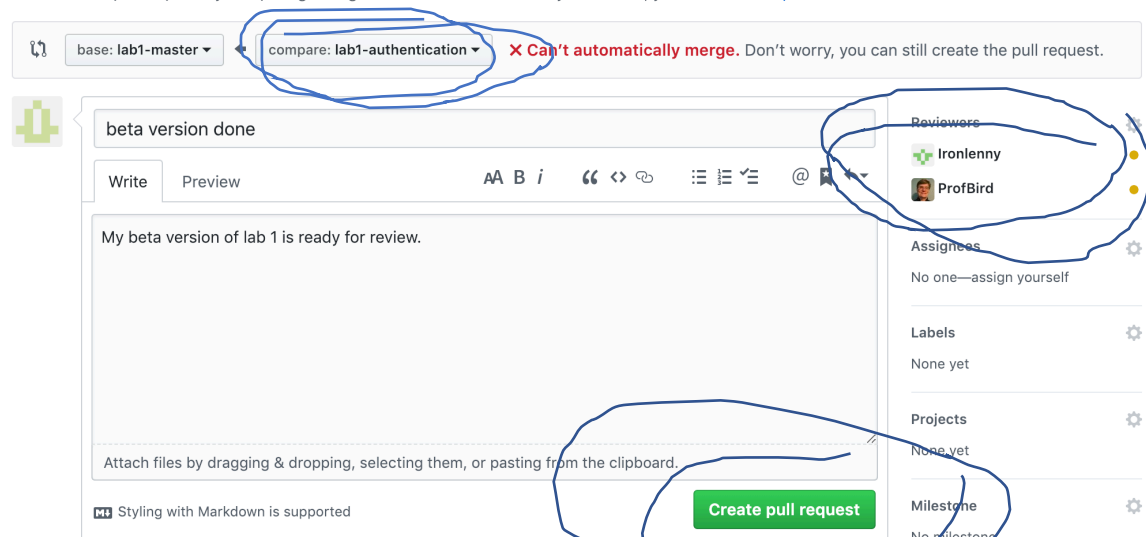 base: lab1-master
compare: lab1-authentication
Can't automatically merge. Don't worry, you can still create the pull request.
beta version done
Write Preview
AA B i
My beta version of lab 1 is ready for review.
Attach files by dragging & dropping, selecting them, or pasting from the clipboard.
Styling with Markdown is supported
Create pull request
Reviewers
Ironlenny
ProfBird
Assignees
No one—assign yourself
Labels
None yet
Projects
None yet
Milestone
No milestone